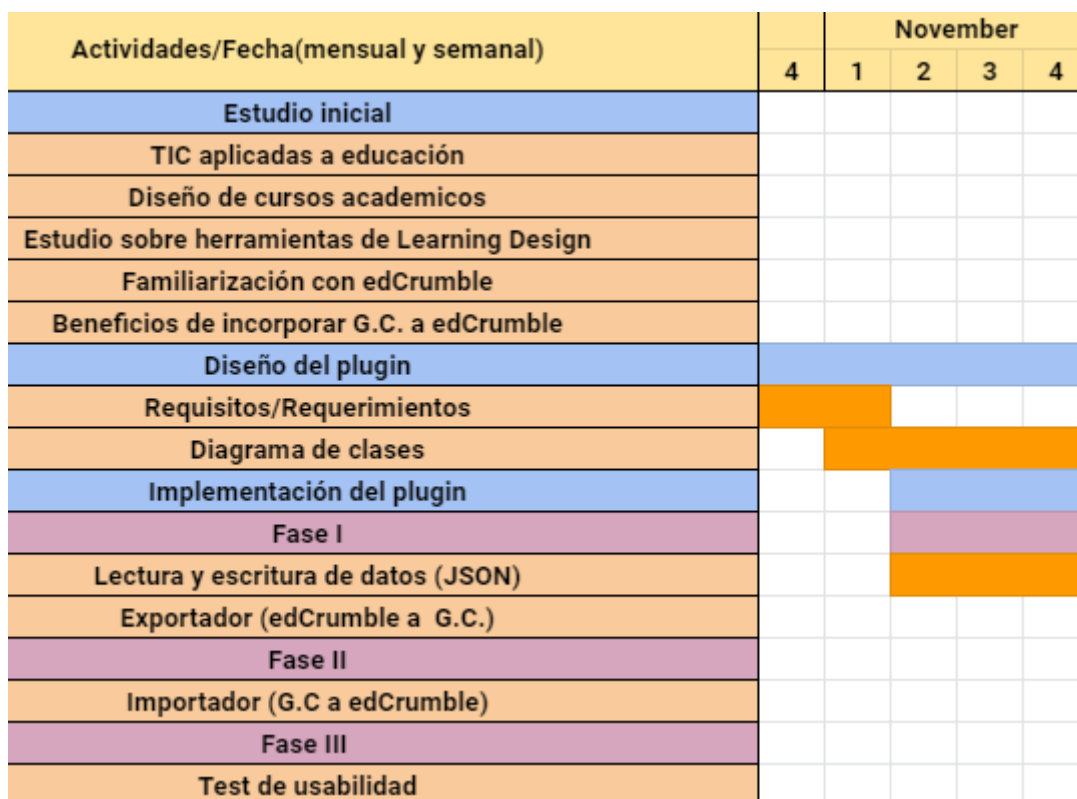 Actividades/Fecha(mensual y semanal)
November
4 1 2 3 4
Estudio inicial
TIC aplicadas a educación
Diseño de cursos academicos
Estudio sobre herramientas de Learning Design
Familiarización con edCrumble
Beneficios de incorporar G.C. a edCrumble
Diseño del plugin
Requisitos/Requerimientos
Diagrama de clases
Implementación del plugin
Fase I
Lectura y escritura de datos (JSON)
Exportador (edCrumble a  G.C.)
Fase II
Importador (G.C a edCrumble)
Fase III
Test de usabilidad